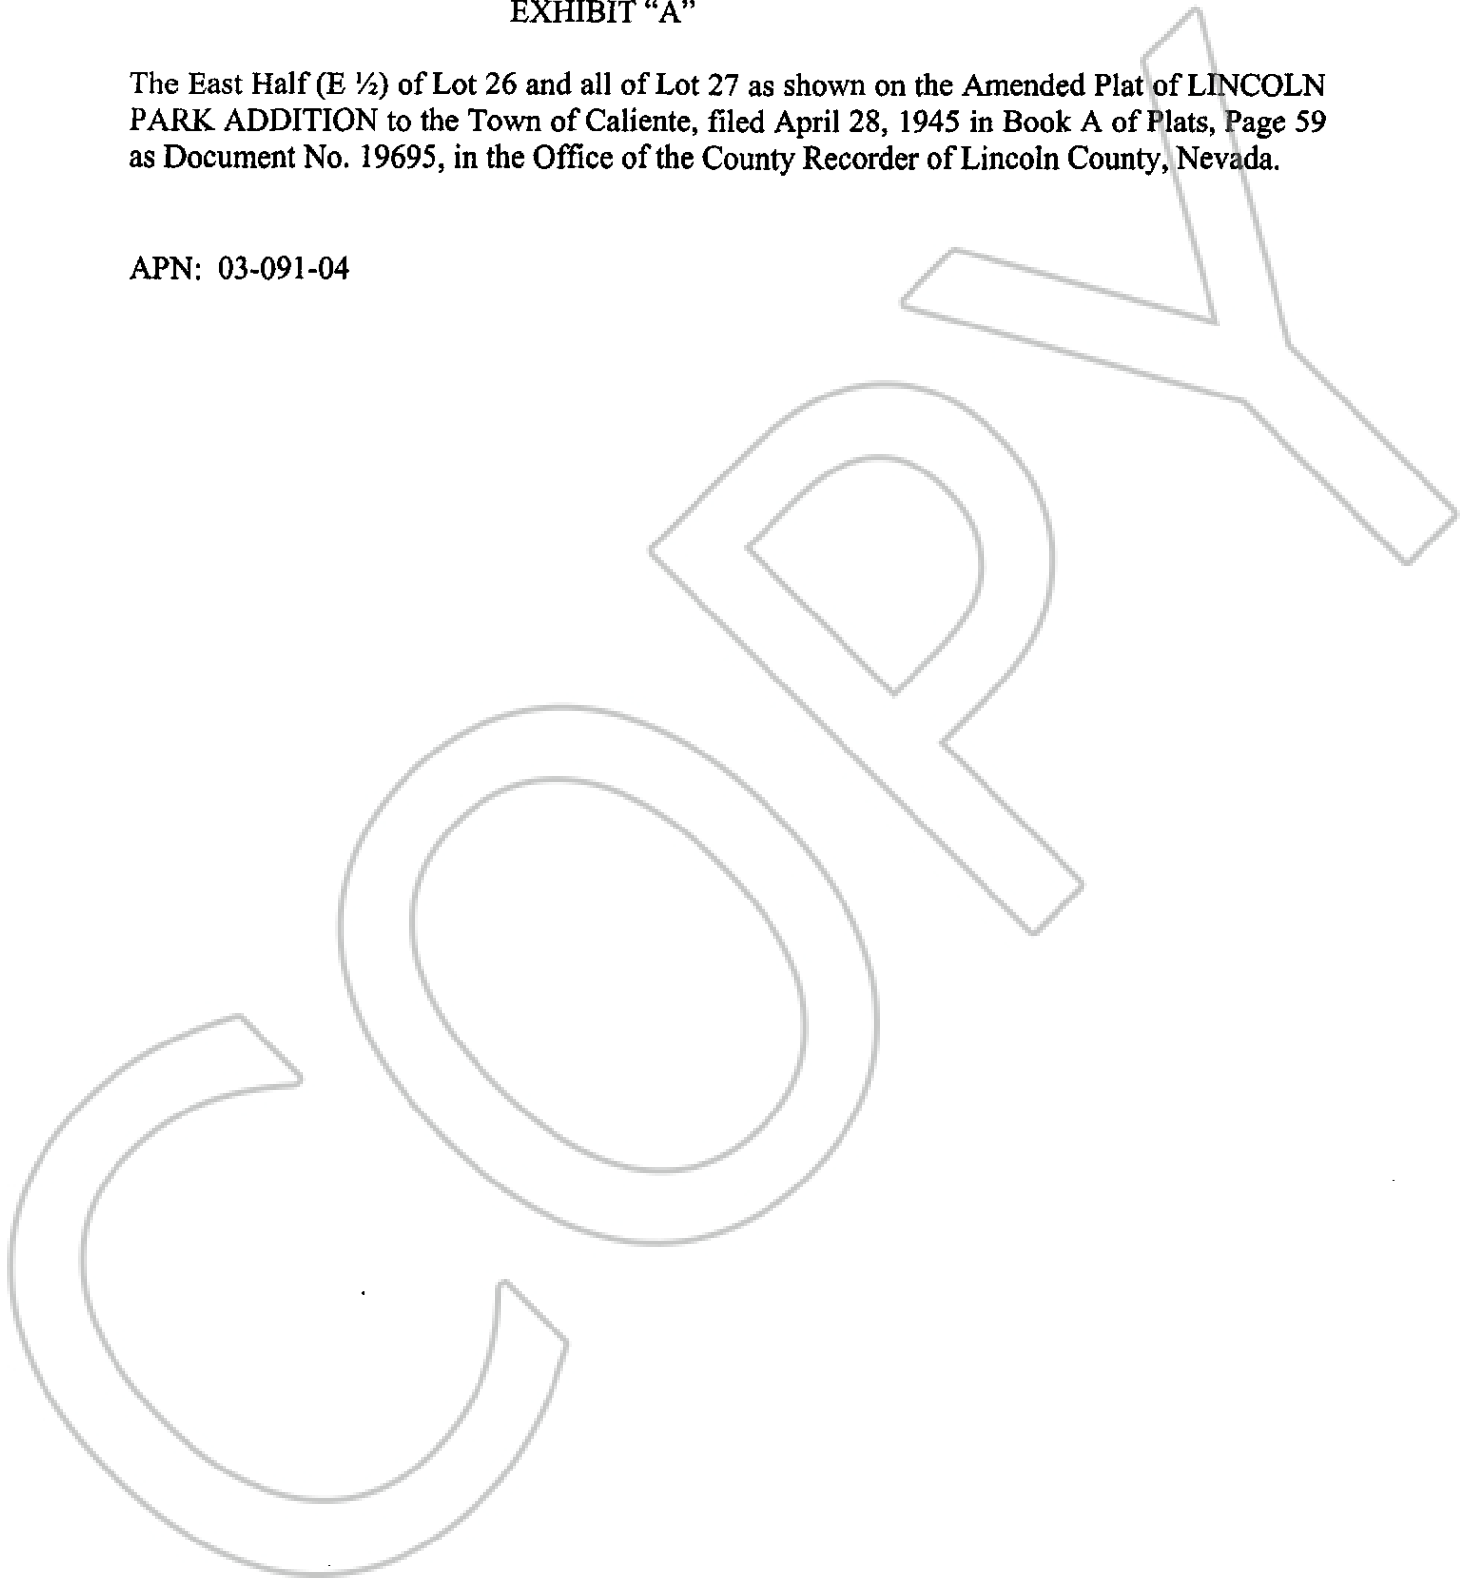 EXHIBIT “A”
The East Half (E ½) of Lot 26 and all of Lot 27 as shown on the Amended Plat of LINCOLN
PARK ADDITION to the Town of Caliente, filed April 28, 1945 in Book A of Plats, Page 59
as Document No. 19695, in the Office of the County Recorder of Lincoln County, Nevada.
APN: 03-091-04
COPY